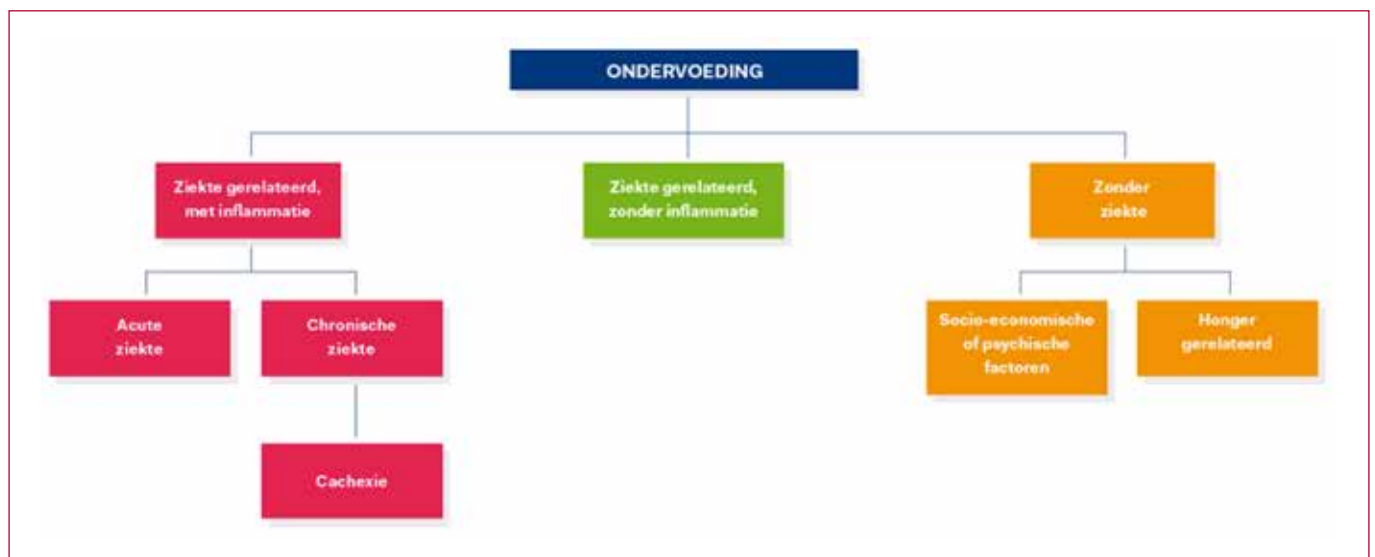 ONDERVOEDING
Ziekte gerelateerd,
met inflammatie
Ziekte gerelateerd,
zonder inflammatie
Zonder
ziekte
Acute
ziekte
Chronische
ziekte
Socio-economische
of psychische
factoren
Honger
gerelateerd
Cachexie